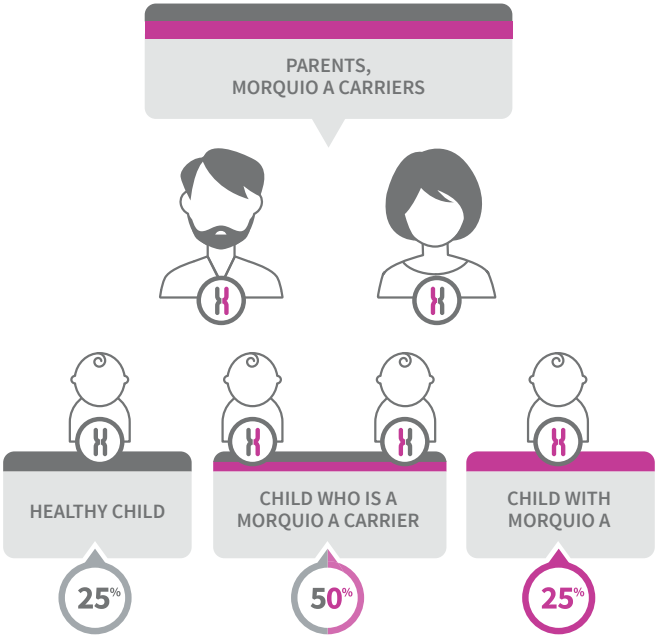 PARENTS,
MORQUIO A CARRIERS
HEALTHY CHILD
CHILD WHO IS A
MORQUIO A CARRIER
CHILD WITH
MORQUIO A
25%
50%
25%